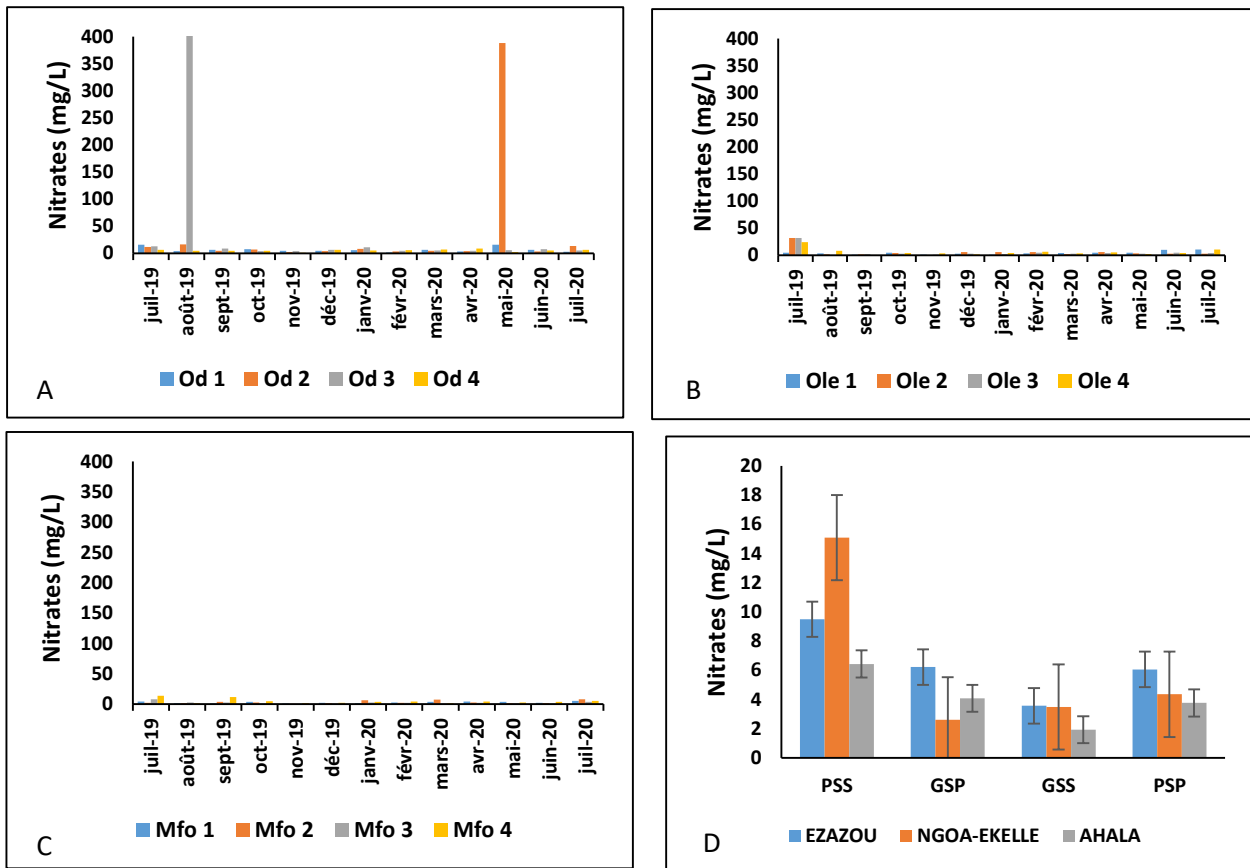 Nitrates (mg/L)
400
350
300
250
200
150
100
50
0
juil-19
août-19
sept-19
oct-19
nov-19
déc-19
janv-20
févr-20
mars-20
avr-20
mai-20
juin-20
juil-20
Od 1 Od 2 Od 3 Od 4
A
Nitrates (mg/L)
400
350
300
250
200
150
100
50
0
juil-19
août-19
sept-19
oct-19
nov-19
déc-19
janv-20
févr-20
mars-20
avr-20
mai-20
juin-20
juil-20
Ole 1 Ole 2 Ole 3 Ole 4
B
Nitrates (mg/L)
400
350
300
250
200
150
100
50
0
juil-19
août-19
sept-19
oct-19
nov-19
déc-19
janv-20
févr-20
mars-20
avr-20
mai-20
juin-20
juil-20
Mfo 1 Mfo 2 Mfo 3 Mfo 4
C
Nitrates (mg/L)
20
18
16
14
12
10
8
6
4
2
0
PSS GSP GSS PSP
EZAZOU NGOA-EKELLE AHALA
D